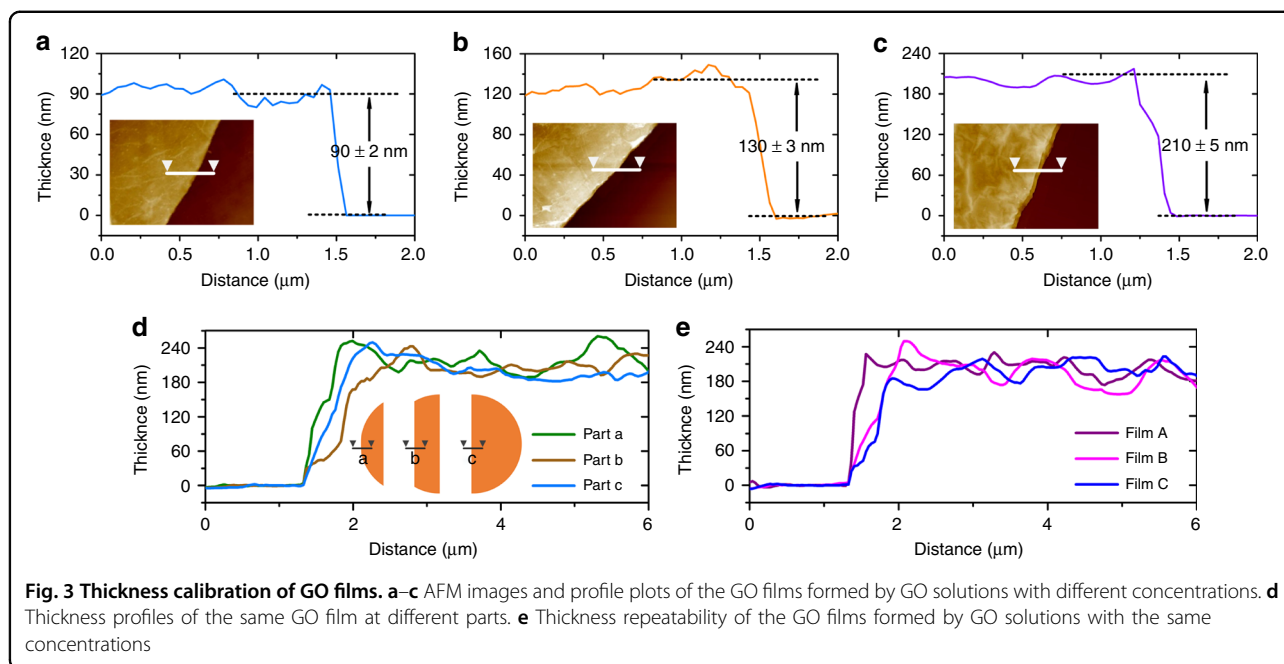 a
120
90
60
30
0
Thicknce (nm)
90 ± 2 nm
0.0 0.5 1.0 1.5 2.0
Distance (μm)
b
160
120
80
40
0
Thicknce (nm)
130 ± 3 nm
0.0 0.5 1.0 1.5 2.0
Distance (μm)
c
240
180
120
60
0
Thicknce (nm)
210 ± 5 nm
0.0 0.5 1.0 1.5 2.0
Distance (μm)
d
240
180
120
60
0
Thicknce (nm)
a b c
Part a
Part b
Part c
0 2 4 6
Distance (μm)
e
240
180
120
60
0
Thicknce (nm)
Film A
Film B
Film C
0 2 4 6
Distance (μm)
Fig. 3 Thickness calibration of GO films. a–c AFM images and profile plots of the GO films formed by GO solutions with different concentrations. d
Thickness profiles of the same GO film at different parts. e Thickness repeatability of the GO films formed by GO solutions with the same
concentrations